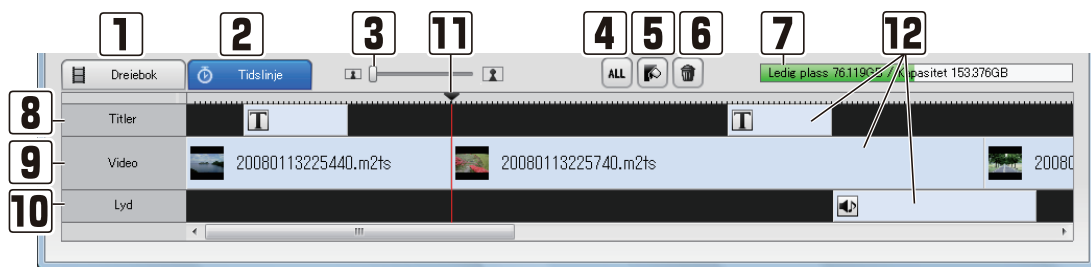 1 2 3 11 4 5 6 7 12
Dreiebok Tidslinje ALL Ledig plass 76.119GB / Kapasitet 153.376GB
8 Titler T T
9 Video 20080113225440.m2ts 20080113225740.m2ts 20080
10 Lyd